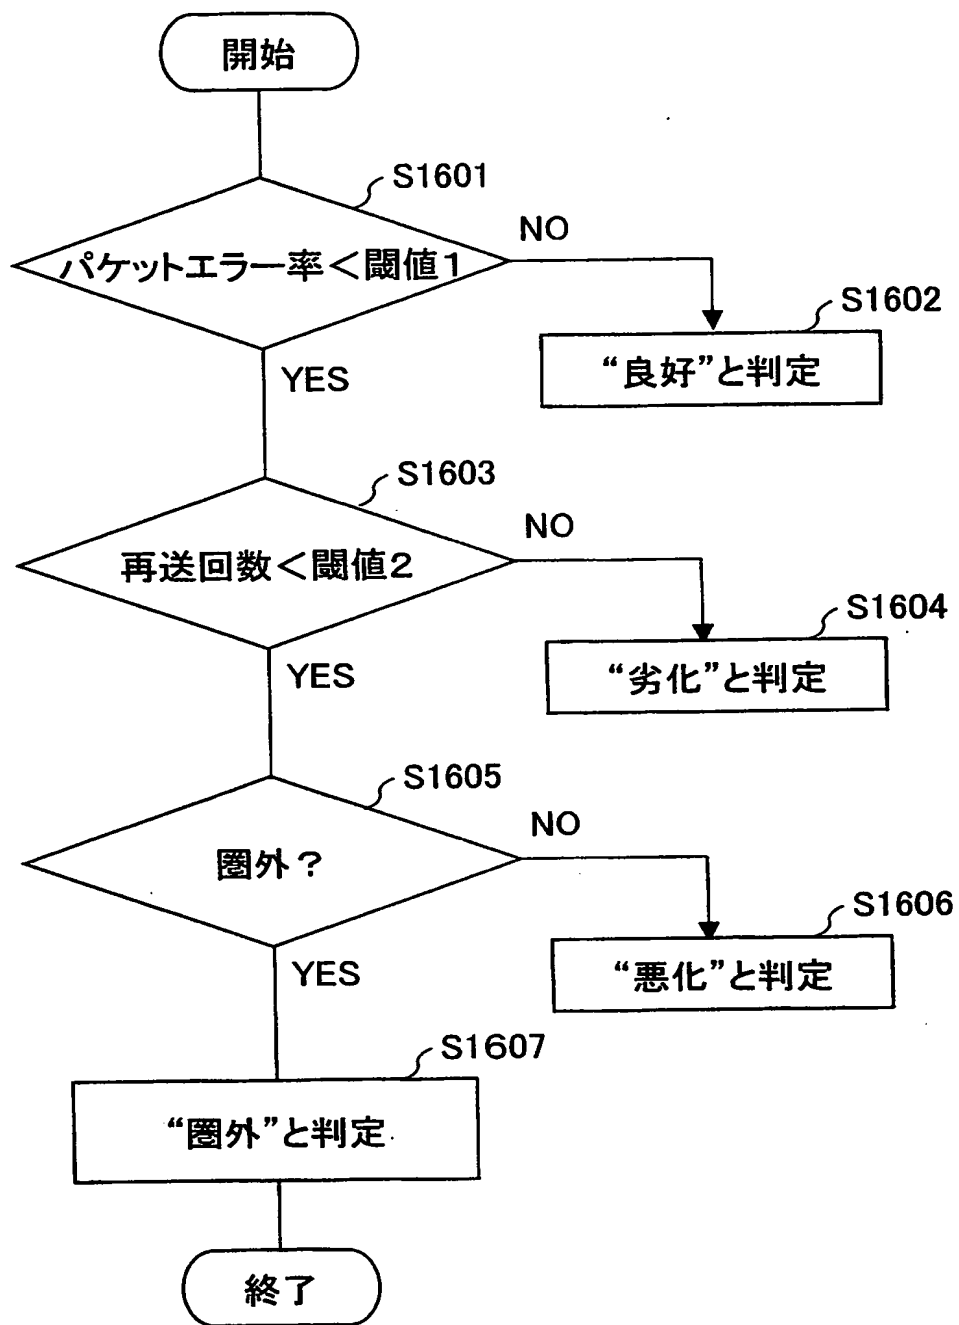 開始
S1601
パケットエラー率＜閾値1
NO
S1602
“良好”と判定
YES
S1603
再送回数＜閾値2
NO
S1604
“劣化”と判定
YES
S1605
圏外？
NO
S1606
“悪化”と判定
YES
S1607
“圏外”と判定
終了